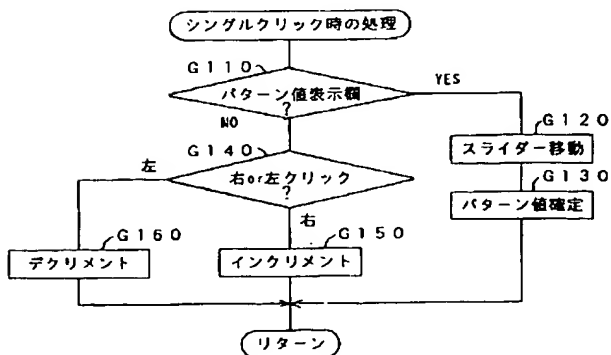 シングルクリック時の処理
G110
YES
パターン値表示欄
?
NO
G120
スライダー移動
G140
左
右or左クリック
?
G130
パターン値確定
右
G160
デクリメント
G150
インクリメント
リターン